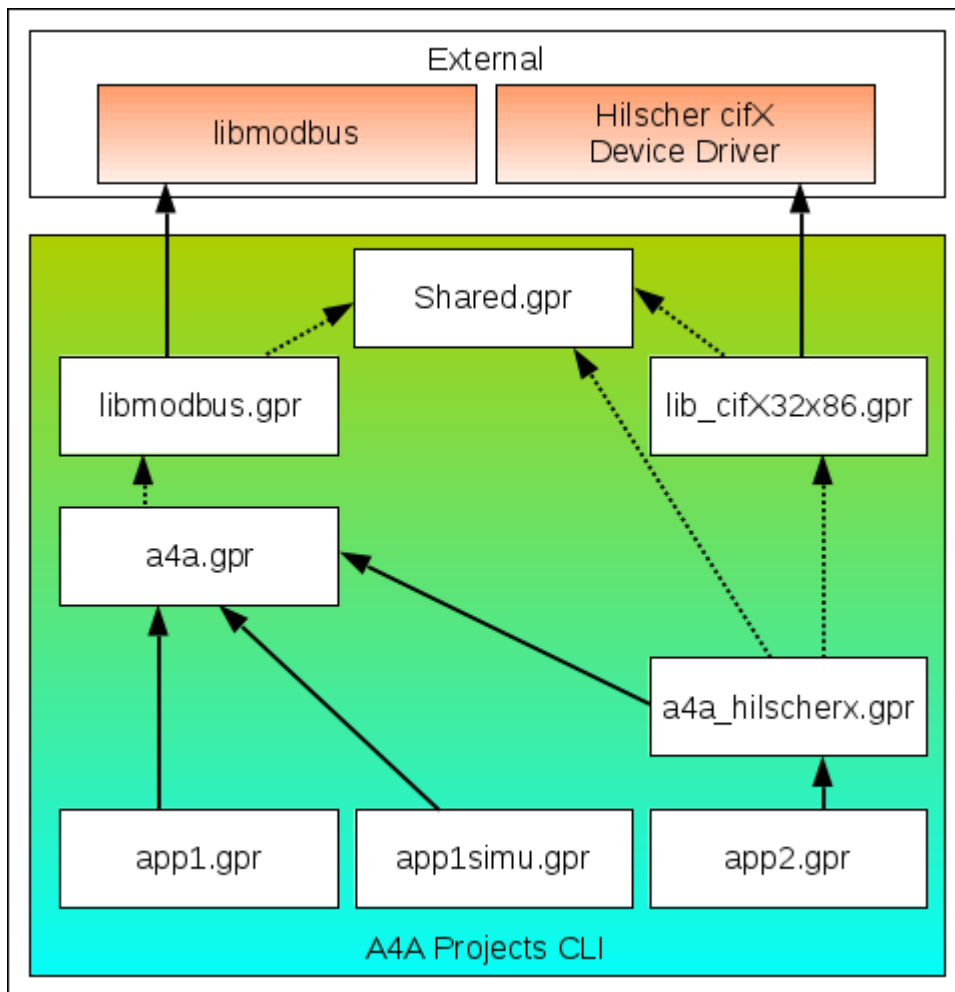 External
libmodbus
Hilscher cifX
Device Driver
Shared.gpr
libmodbus.gpr
lib_cifX32x86.gpr
a4a.gpr
a4a_hilscherx.gpr
app1.gpr
app1simu.gpr
app2.gpr
A4A Projects CLI